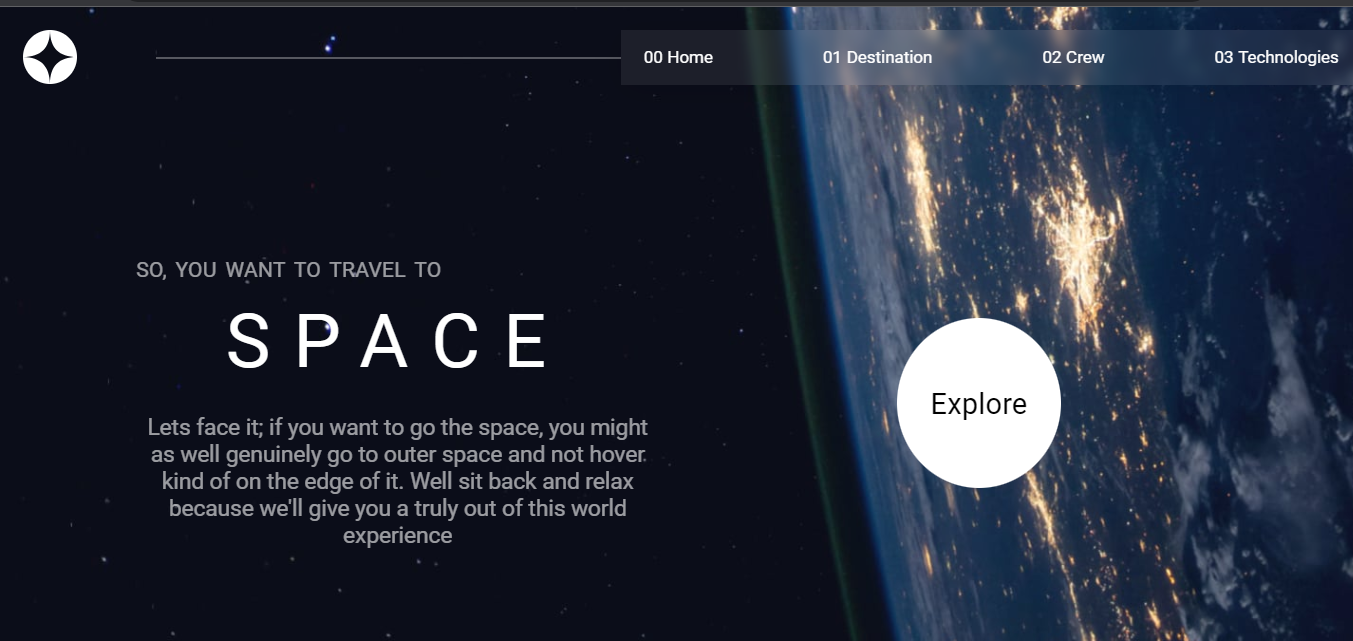 00 Home 01 Destination 02 Crew 03 Technologies
SO, YOU WANT TO TRAVEL TO
SPACE
Lets face it; if you want to go the space, you might
as well genuinely go to outer space and not hover
kind of on the edge of it. Well sit back and relax
because we'll give you a truly out of this world
experience
Explore